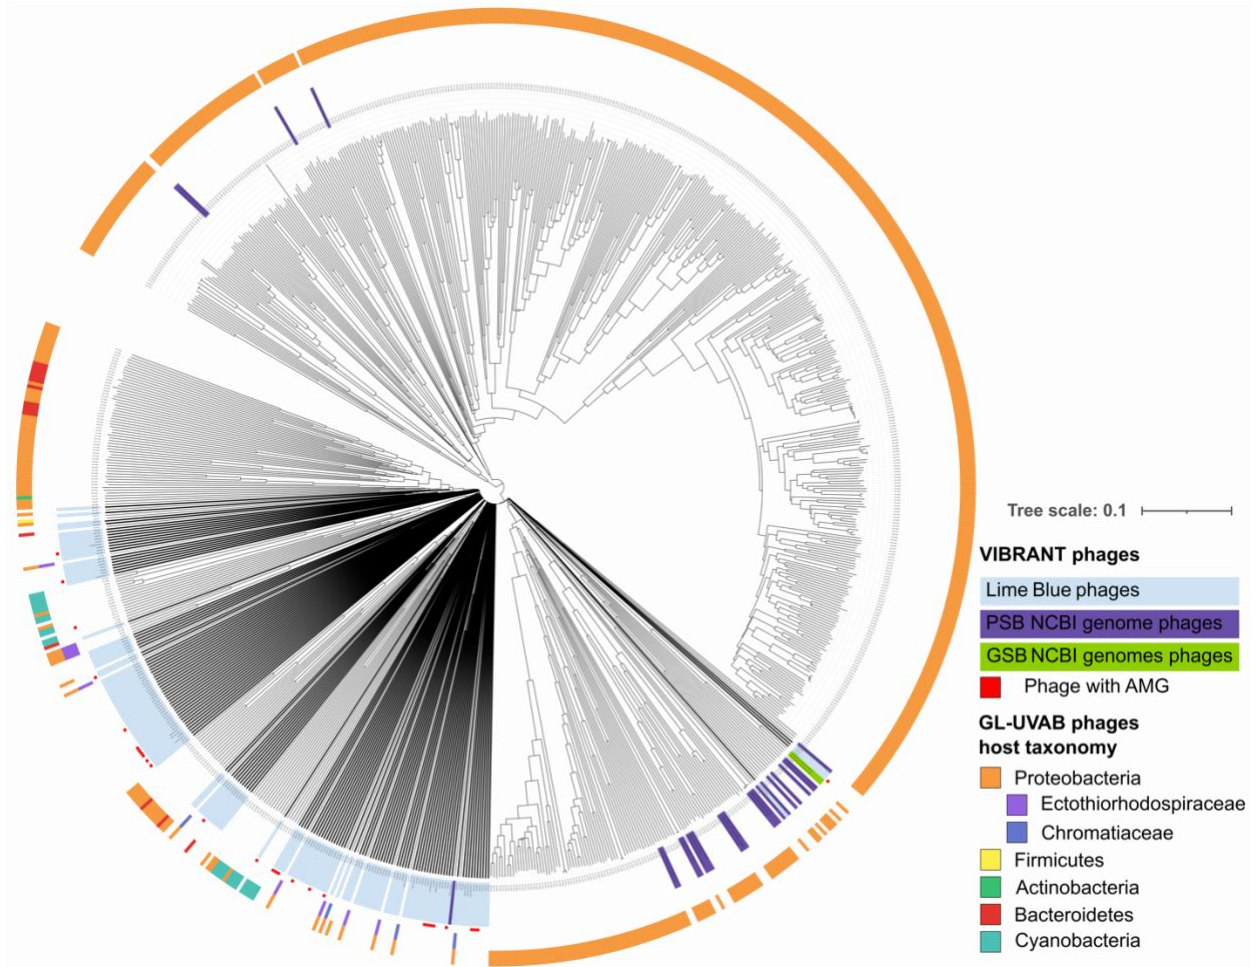 Tree scale: 0.1
VIBRANT phages
Lime Blue phages
PSB NCBI genome phages
GSB NCBI genomes phages
Phage with AMG
GL-UVAB phages
host taxonomy
Proteobacteria
Ectothiorhodospiraceae
Chromatiaceae
Firmicutes
Actinobacteria
Bacteroidetes
Cyanobacteria